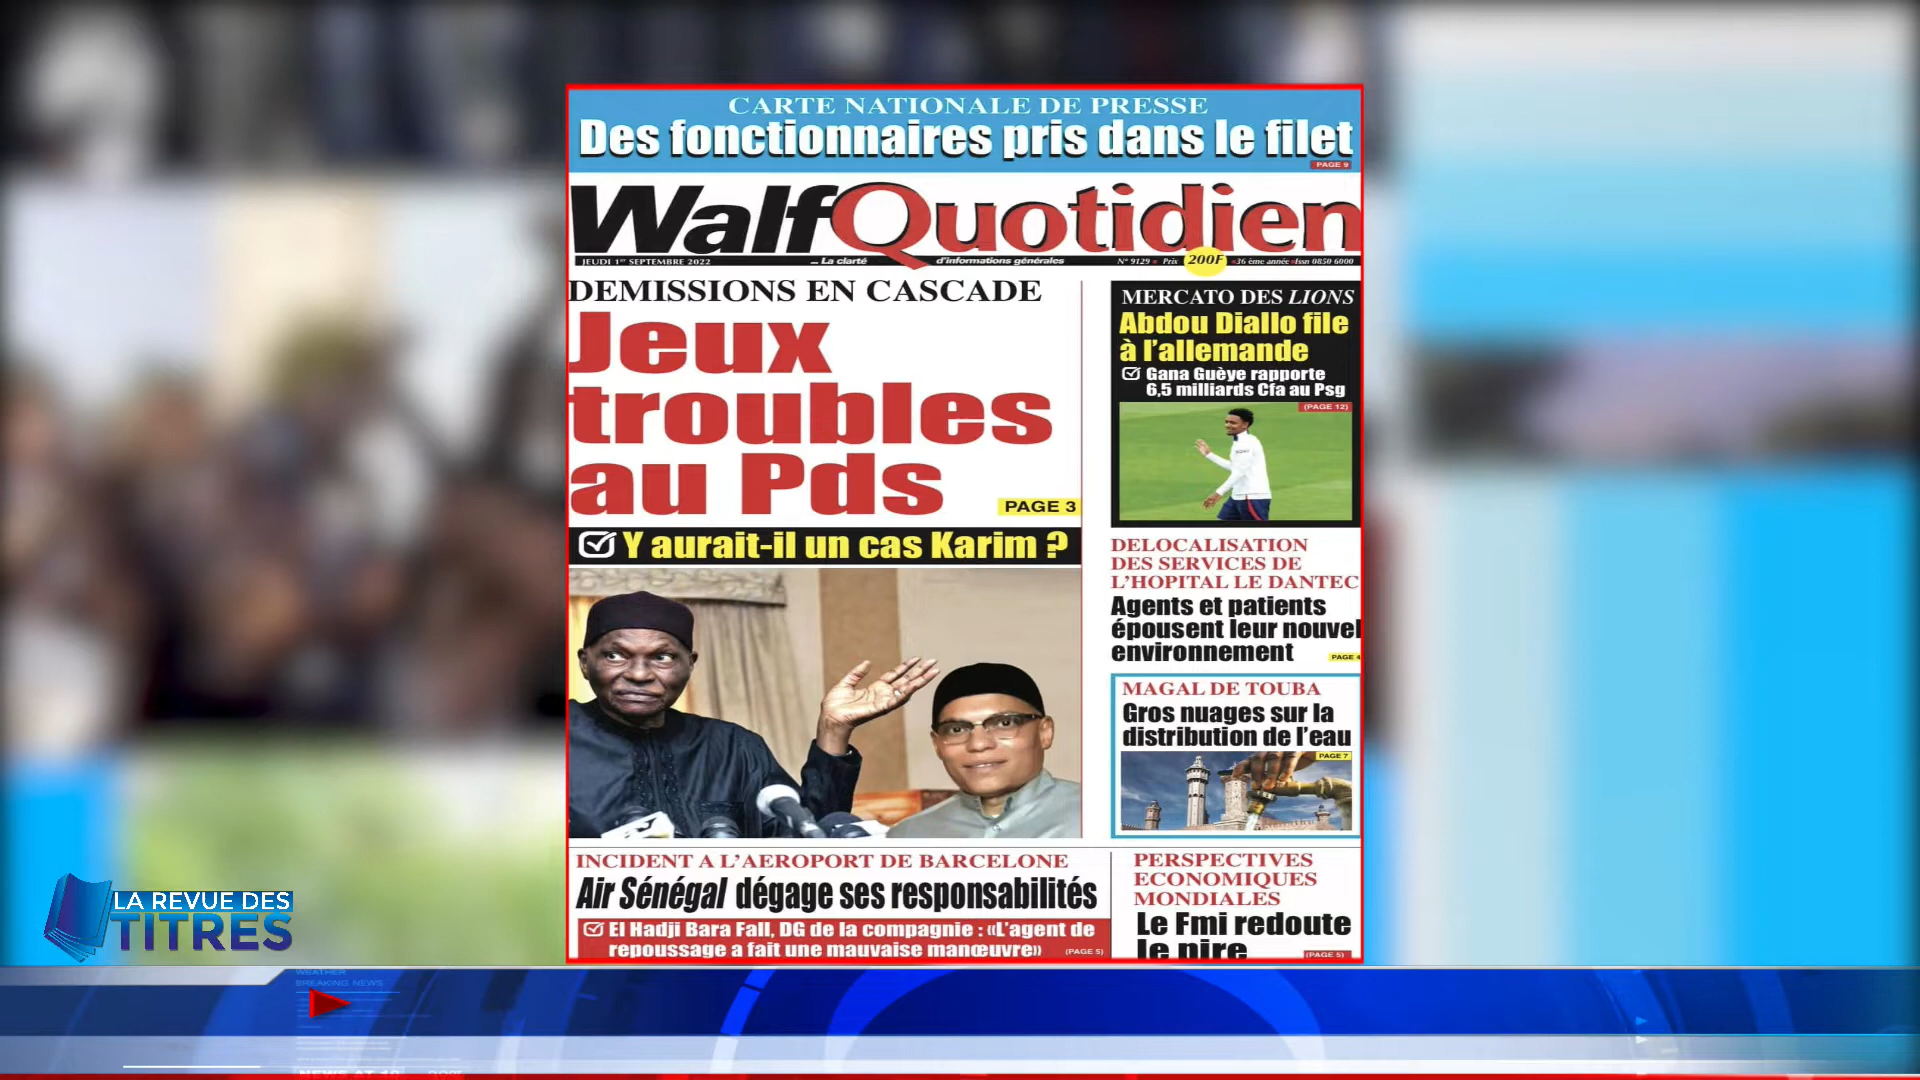 CARTE NATIONALE DE PRESSE
Des fonctionnaires pris dans le filet
PAGE 9
WalfQuotidien
JEUDI 1ER SEPTEMBRE 2022
... La clarté
d'informations générales
N° 9129 • Prix 200F • 36 ème année • Issn 0850 6000
DEMISSIONS EN CASCADE
Jeux
troubles
au Pds
PAGE 3
Y aurait-il un cas Karim ?
MERCATO DES LIONS
Abdou Diallo file
à l'allemande
Gana Guèye rapporte
6,5 milliards Cfa au Psg
(PAGE 12)
DELOCALISATION
DES SERVICES DE
L'HOPITAL LE DANTEC
Agents et patients
épousent leur nouvel
environnement
PAGE 4
MAGAL DE TOUBA
Gros nuages sur la
distribution de l'eau
PAGE 7
INCIDENT A L'AEROPORT DE BARCELONE
Air Sénégal dégage ses responsabilités
El Hadji Bara Fall, DG de la compagnie : «L'agent de
repoussage a fait une mauvaise manœuvre»
(PAGE 5)
PERSPECTIVES
ECONOMIQUES
MONDIALES
Le Fmi redoute
le pire
(PAGE 5)
LA REVUE DES
TITRES
WEATHER
BREAKING NEWS
NEWS AT 10